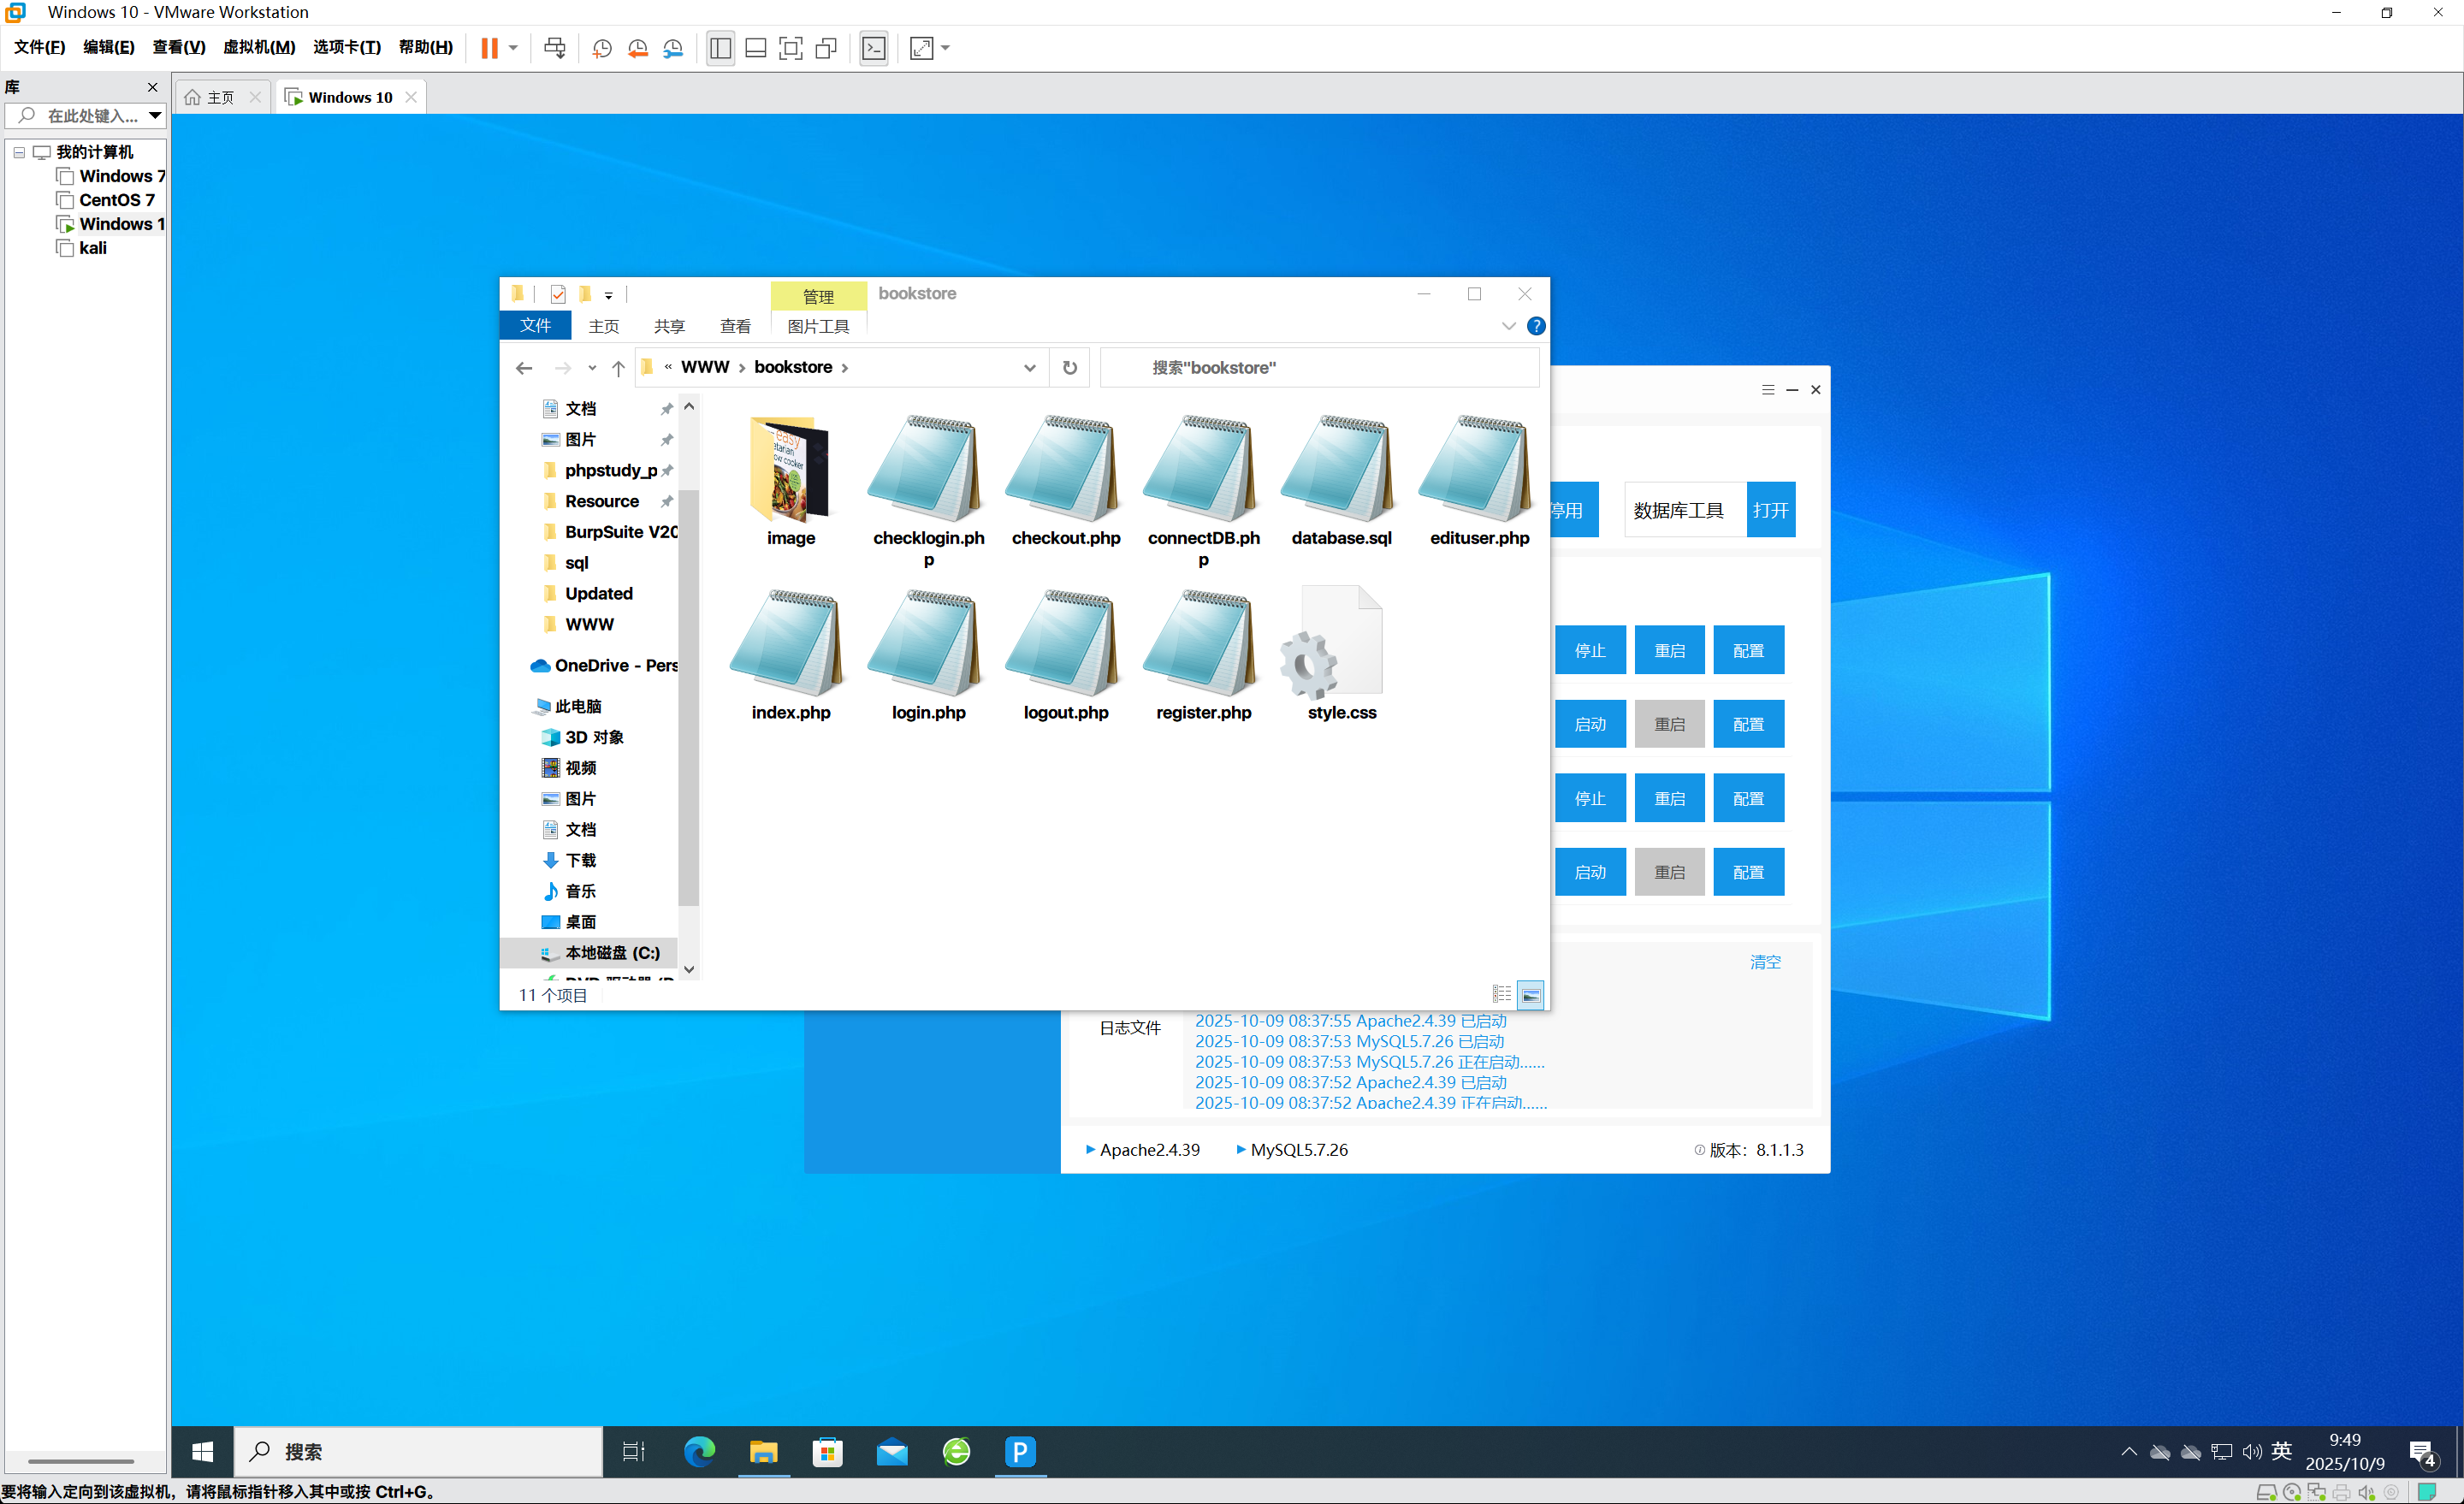 Windows 10 - VMware Workstation
文件(F) 编辑(E) 查看(V) 虚拟机(M) 选项卡(T) 帮助(H)
库
在此处键入...
主页
Windows 10
我的计算机
Windows 7
CentOS 7
Windows 1
kali
管理
bookstore
文件 主页 共享 查看 图片工具
« WWW › bookstore ›
搜索"bookstore"
文档
图片
phpstudy_p
Resource
BurpSuite V20
sql
Updated
WWW
OneDrive - Pers
此电脑
3D 对象
视频
图片
文档
下载
音乐
桌面
本地磁盘 (C:)
image
checklogin.ph
p
checkout.php
connectDB.ph
p
database.sql
edituser.php
index.php
login.php
logout.php
register.php
style.css
11 个项目
停用
数据库工具
打开
停止 重启 配置
启动 重启 配置
停止 重启 配置
启动 重启 配置
清空
日志文件
2025-10-09 08:37:55 Apache2.4.39 已启动
2025-10-09 08:37:53 MySQL5.7.26 已启动
2025-10-09 08:37:53 MySQL5.7.26 正在启动......
2025-10-09 08:37:52 Apache2.4.39 已启动
2025-10-09 08:37:52 Apache2.4.39 正在启动......
Apache2.4.39
MySQL5.7.26
版本：8.1.1.3
搜索
P
英
9:49
2025/10/9
4
要将输入定向到该虚拟机，请将鼠标指针移入其中或按 Ctrl+G。